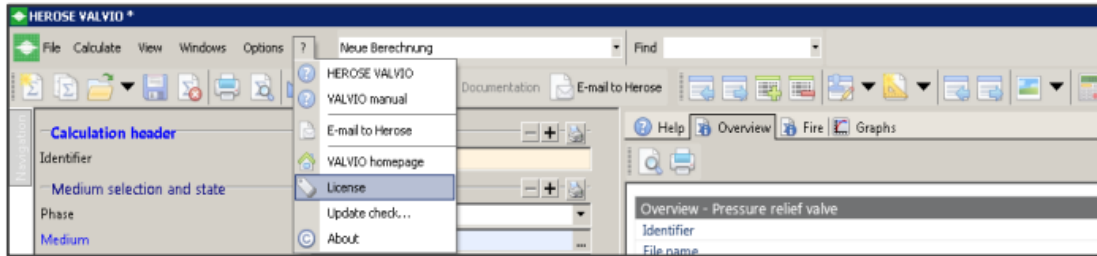 HEROSE VALVIO *
File Calculate View Windows Options ? Neue Berechnung Find
Documentation E-mail to Herose
HEROSE VALVIO
VALVIO manual
E-mail to Herose
VALVIO homepage
License
Update check...
About
Navigation
Calculation header
Identifier
Medium selection and state
Phase
Medium
Help Overview Fire Graphs
Overview - Pressure relief valve
Identifier
File name